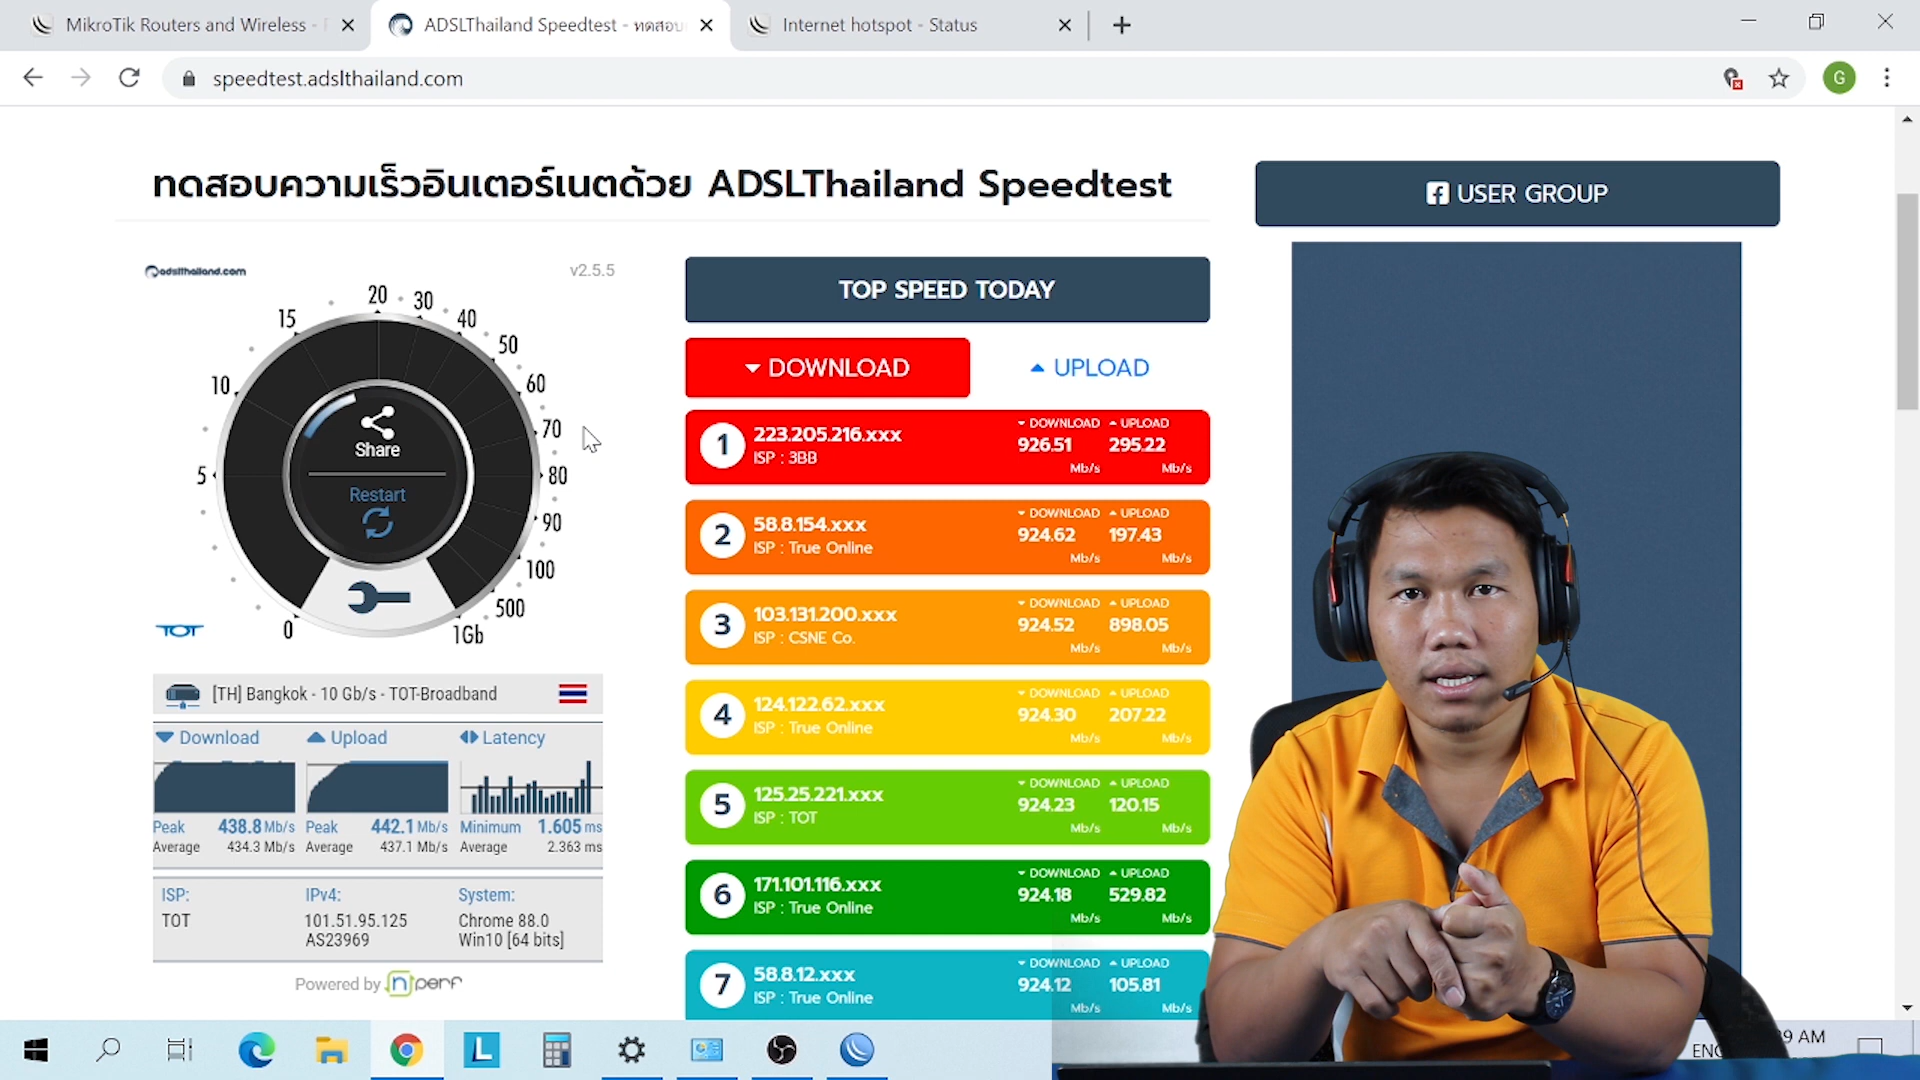 MikroTik Routers and Wireless -
ADSLThailand Speedtest - ทดสอบ
Internet hotspot - Status
speedtest.adslthailand.com
G
ทดสอบความเร็วอินเตอร์เนตด้วย ADSLThailand Speedtest
USER GROUP
adslthailand.com
v2.5.5
0
5
10
15
20
30
40
50
60
70
80
90
100
500
1Gb
Share
Restart
TOT
[TH] Bangkok - 10 Gb/s - TOT-Broadband
Download Upload Latency
Peak 438.8 Mb/s Peak 442.1 Mb/s Minimum 1.605 ms
Average 434.3 Mb/s Average 437.1 Mb/s Average 2.363 ms
ISP: IPv4: System:
TOT 101.51.95.125 Chrome 88.0
AS23969 Win10 [64 bits]
Powered by nperf
TOP SPEED TODAY
DOWNLOAD UPLOAD
1 223.205.216.xxx
ISP : 3BB
DOWNLOAD UPLOAD
926.51 295.22
Mb/s Mb/s
2 58.8.154.xxx
ISP : True Online
DOWNLOAD UPLOAD
924.62 197.43
Mb/s Mb/s
3 103.131.200.xxx
ISP : CSNE Co.
DOWNLOAD UPLOAD
924.52 898.05
Mb/s Mb/s
4 124.122.62.xxx
ISP : True Online
DOWNLOAD UPLOAD
924.30 207.22
Mb/s Mb/s
5 125.25.221.xxx
ISP : TOT
DOWNLOAD UPLOAD
924.23 120.15
Mb/s Mb/s
6 171.101.116.xxx
ISP : True Online
DOWNLOAD UPLOAD
924.18 529.82
Mb/s Mb/s
7 58.8.12.xxx
ISP : True Online
DOWNLOAD UPLOAD
924.12 105.81
Mb/s Mb/s
L
9 AM